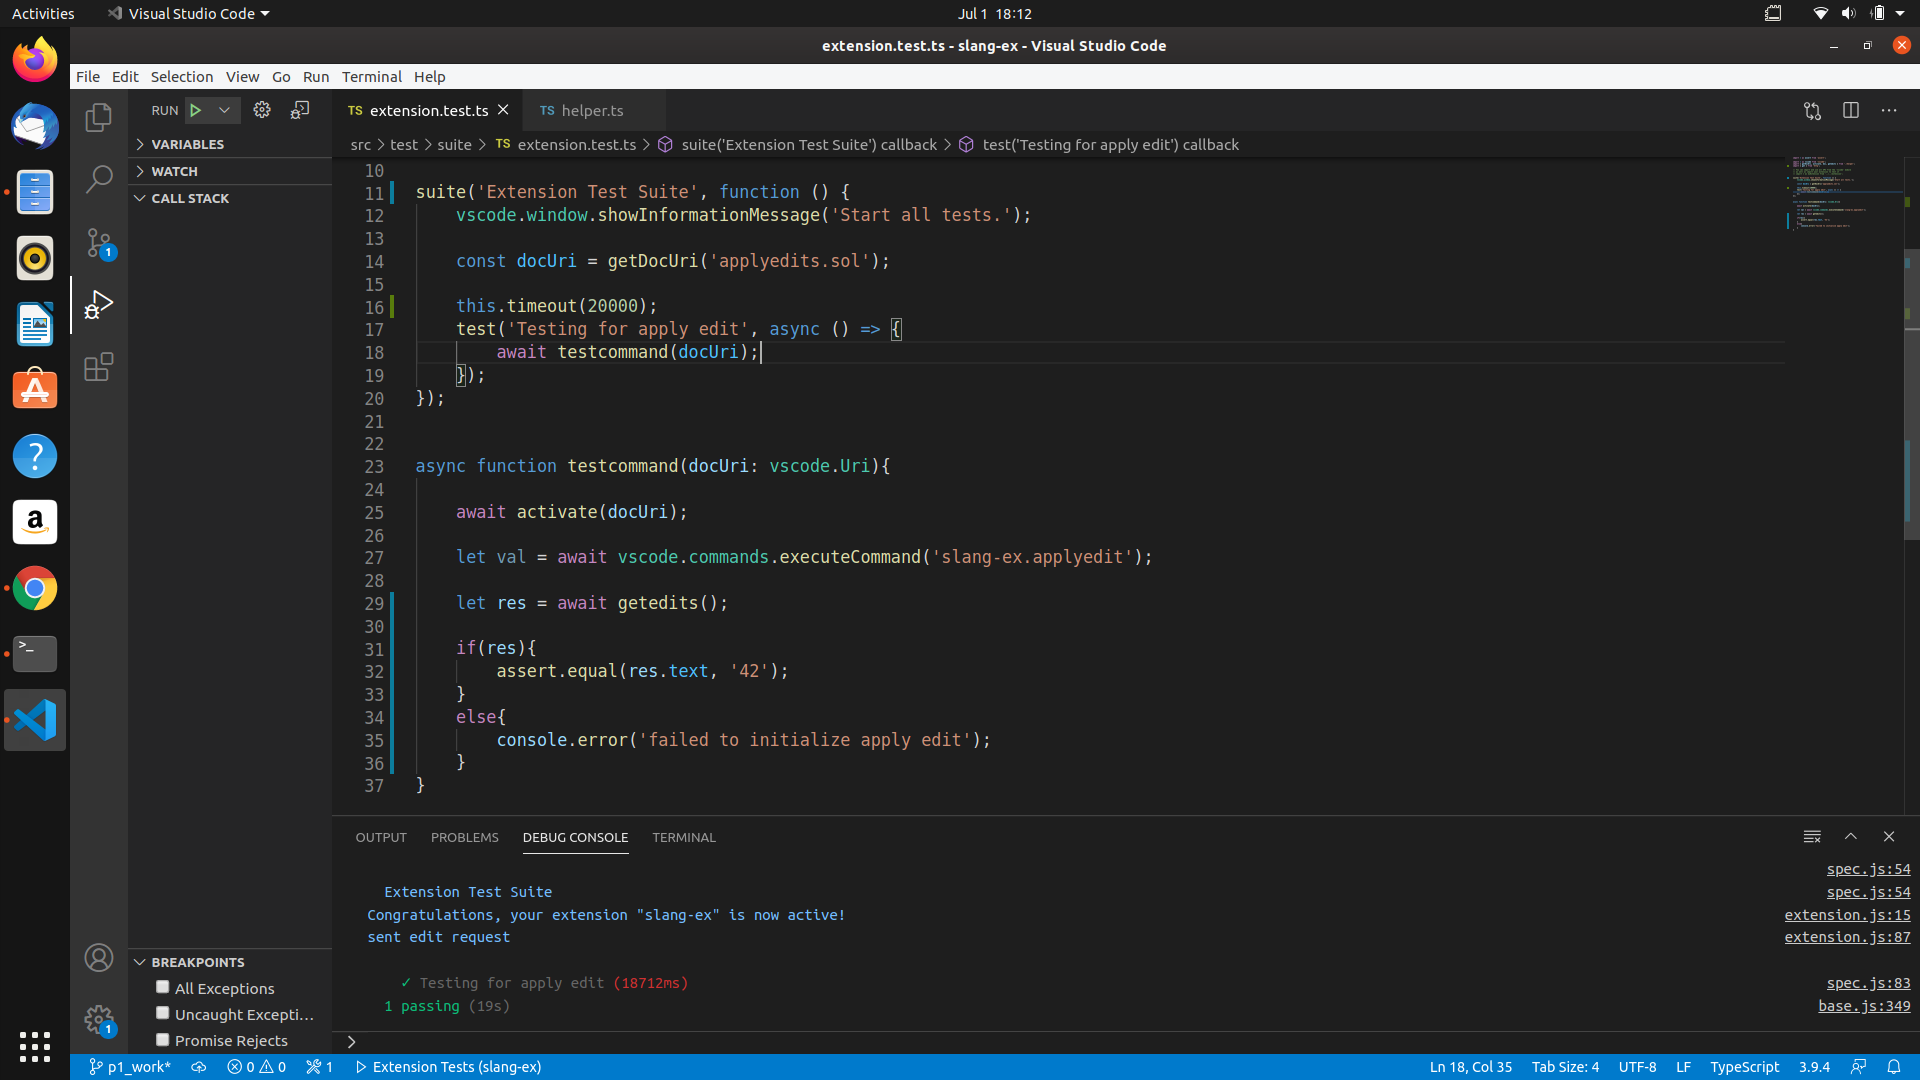 Activities Visual Studio Code Jul 1 18:12
extension.test.ts - slang-ex - Visual Studio Code
File Edit Selection View Go Run Terminal Help
RUN TS extension.test.ts TS helper.ts
src test suite TS extension.test.ts suite('Extension Test Suite') callback test('Testing for apply edit') callback
VARIABLES
WATCH
CALL STACK
10
11 suite('Extension Test Suite', function () {
12 vscode.window.showInformationMessage('Start all tests.');
13
14 const docUri = getDocUri('applyedits.sol');
15
16 this.timeout(20000);
17 test('Testing for apply edit', async () => {
18 await testcommand(docUri);
19 });
20 });
21
22
23 async function testcommand(docUri: vscode.Uri){
24
25 await activate(docUri);
26
27 let val = await vscode.commands.executeCommand('slang-ex.applyedit');
28
29 let res = await getedits();
30
31 if(res){
32 assert.equal(res.text, '42');
33 }
34 else{
35 console.error('failed to initialize apply edit');
36 }
37 }
1
OUTPUT PROBLEMS DEBUG CONSOLE TERMINAL
spec.js:54
Extension Test Suite spec.js:54
Congratulations, your extension "slang-ex" is now active! extension.js:15
sent edit request extension.js:87
✓ Testing for apply edit (18712ms) spec.js:83
1 passing (19s) base.js:349
BREAKPOINTS
All Exceptions
Uncaught Excepti…
Promise Rejects
1
p1_work* 0 0 1 Extension Tests (slang-ex) Ln 18, Col 35 Tab Size: 4 UTF-8 LF TypeScript 3.9.4